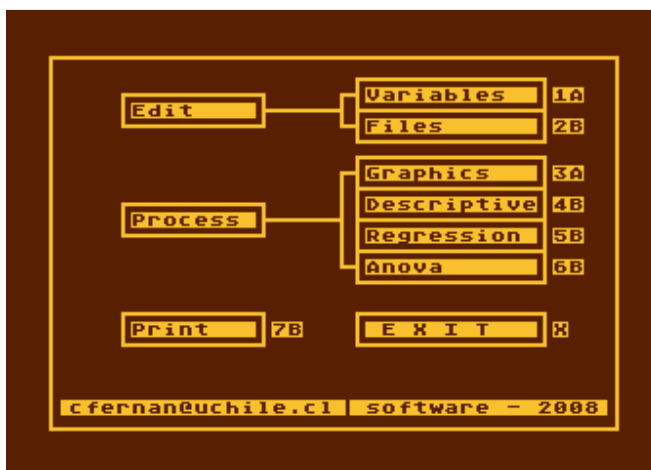 Variables 1A
Edit
Files 2B
Graphics 3A
Descriptive 4B
Process
Regression 5B
Anova 6B
Print 7B E X I T X
cfernan@uchile.cl software - 2008